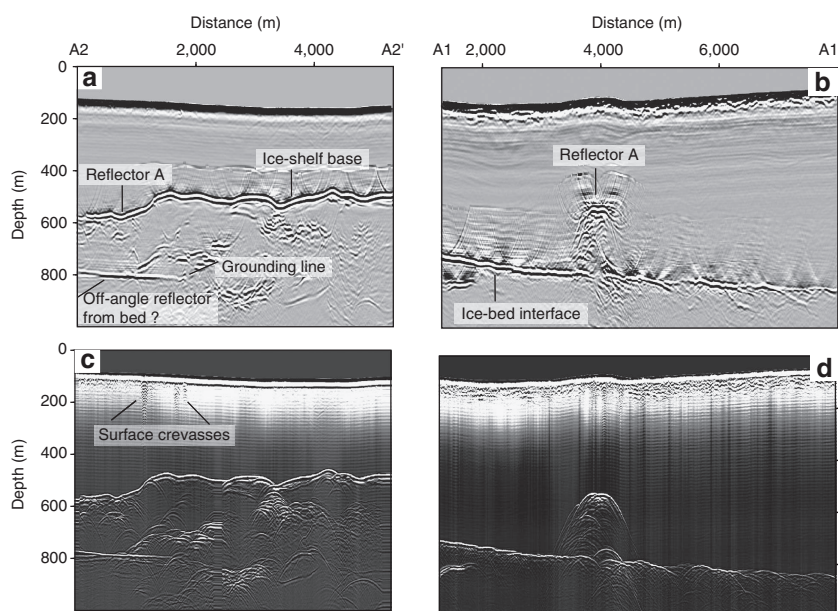 Distance (m)
A2 2,000 4,000 A2'
Distance (m)
A1 2,000 4,000 6,000 A1'
0
200
400
600
800
Depth (m)
a
Ice-shelf base
Reflector A
Grounding line
Off-angle reflector
from bed ?
b
Reflector A
Ice-bed interface
0
200
400
600
800
Depth (m)
c
Surface crevasses
d